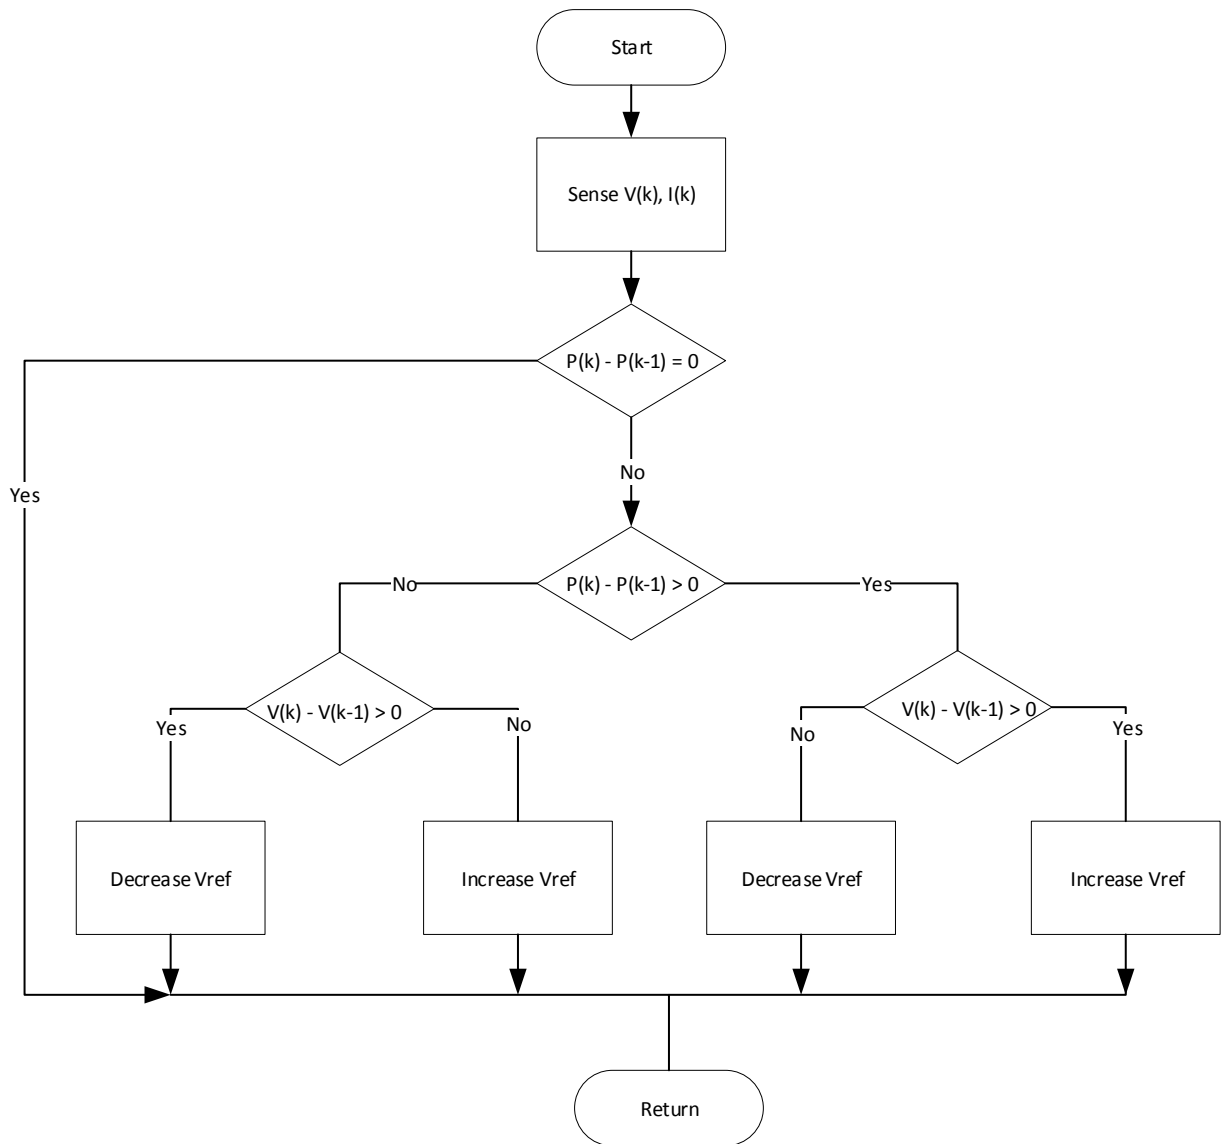 Start
Sense V(k), I(k)
P(k) - P(k-1) = 0
Yes
No
P(k) - P(k-1) > 0
No
Yes
V(k) - V(k-1) > 0
V(k) - V(k-1) > 0
Yes
No
No
Yes
Decrease Vref
Increase Vref
Decrease Vref
Increase Vref
Return